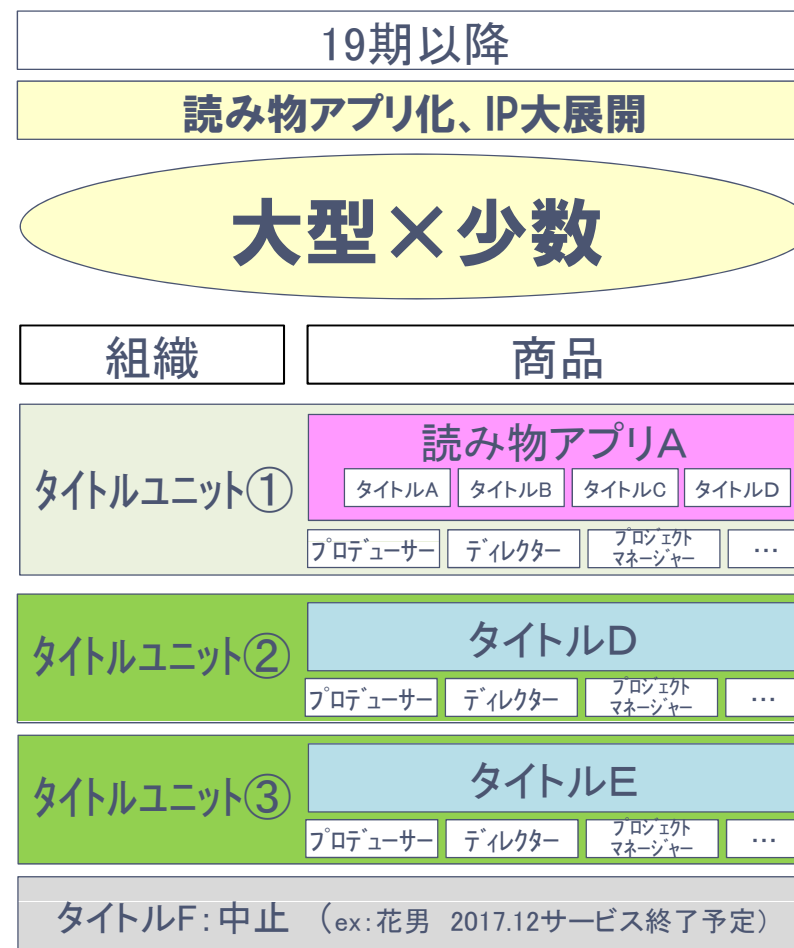 19期以降
読み物アプリ化、IP大展開
大型×少数
組織
商品
タイトルユニット①
読み物アプリA
タイトルA
タイトルB
タイトルC
タイトルD
プロデューサー
ディレクター
プロジェクト
マネージャー
…
タイトルユニット②
タイトルD
プロデューサー
ディレクター
プロジェクト
マネージャー
…
タイトルユニット③
タイトルE
プロデューサー
ディレクター
プロジェクト
マネージャー
…
タイトルF:中止 (ex:花男 2017.12サービス終了予定)